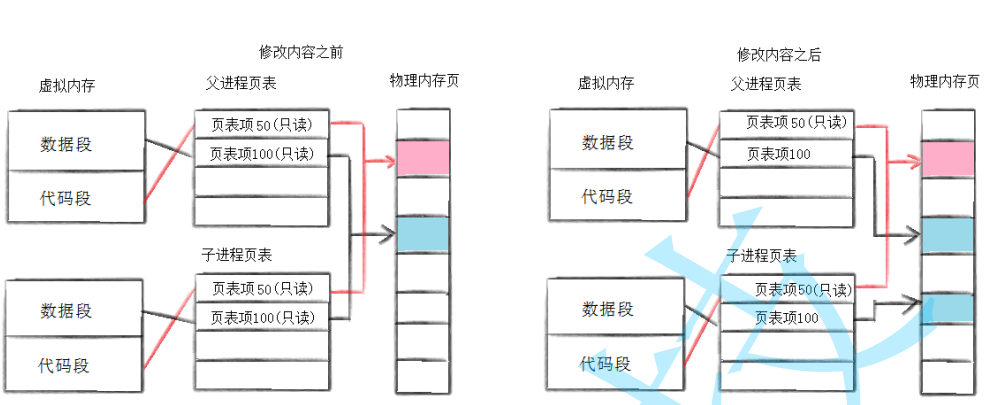 修改内容之前
虚拟内存
父进程页表
物理内存页
数据段
代码段
页表项50(只读)
页表项100(只读)
子进程页表
数据段
代码段
页表项50(只读)
页表项100(只读)
修改内容之后
虚拟内存
父进程页表
物理内存页
数据段
代码段
页表项50(只读)
页表项100
子进程页表
数据段
代码段
页表项50(只读)
页表项100